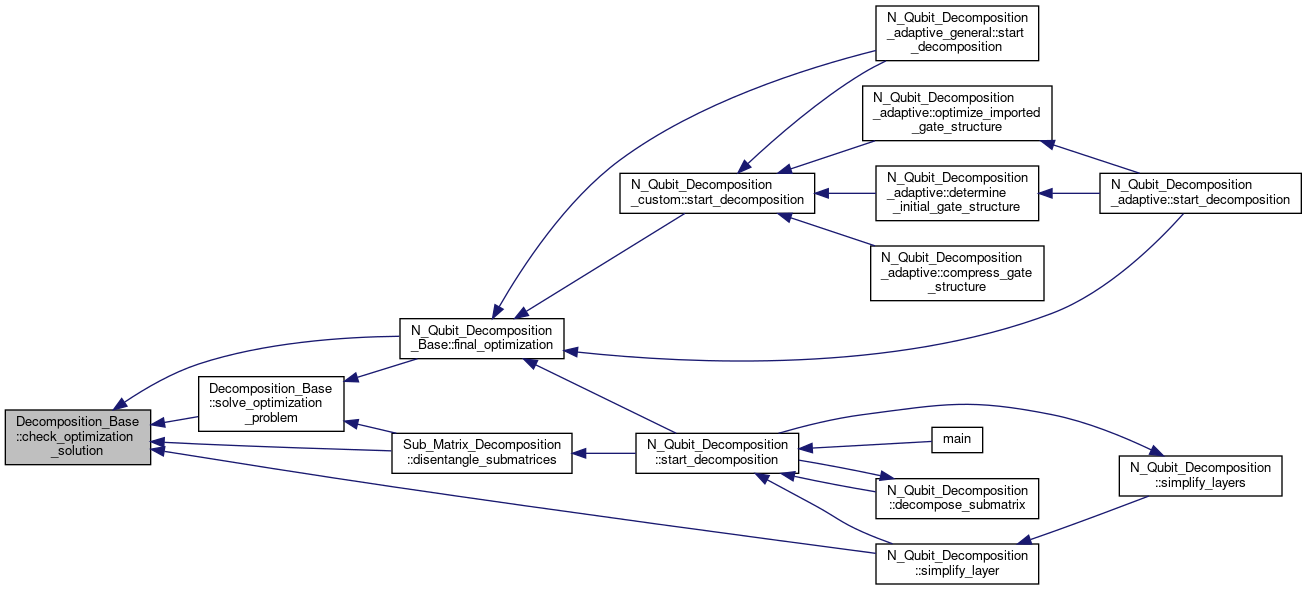 Decomposition_Base
::check_optimization
_solution
N_Qubit_Decomposition
_Base::final_optimization
Decomposition_Base
::solve_optimization
_problem
Sub_Matrix_Decomposition
::disentangle_submatrices
N_Qubit_Decomposition
_custom::start_decomposition
N_Qubit_Decomposition
::start_decomposition
N_Qubit_Decomposition
_adaptive_general::start
_decomposition
N_Qubit_Decomposition
_adaptive::optimize_imported
_gate_structure
N_Qubit_Decomposition
_adaptive::determine
_initial_gate_structure
N_Qubit_Decomposition
_adaptive::compress_gate
_structure
main
N_Qubit_Decomposition
::decompose_submatrix
N_Qubit_Decomposition
::simplify_layer
N_Qubit_Decomposition
_adaptive::start_decomposition
N_Qubit_Decomposition
::simplify_layers